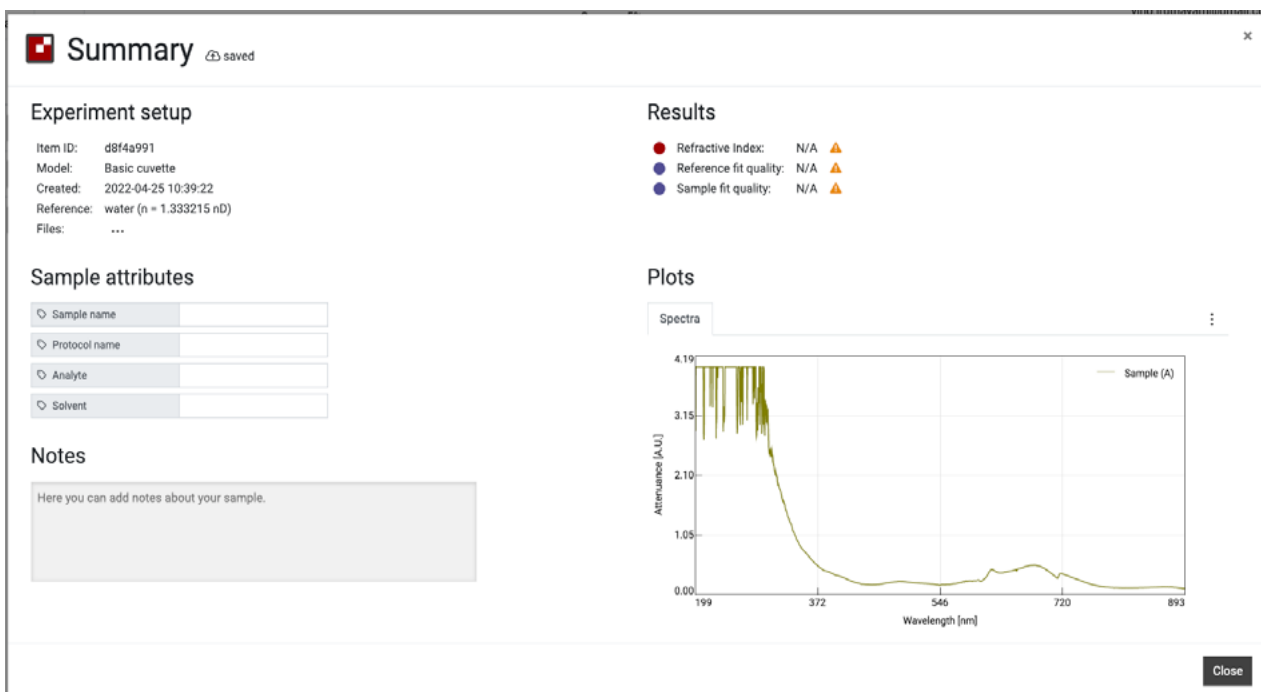 Summary saved
×
Experiment setup
Item ID: d8f4a991
Model: Basic cuvette
Created: 2022-04-25 10:39:22
Reference: water (n = 1.333215 nD)
Files: ...
Sample attributes
Sample name
Protocol name
Analyte
Solvent
Notes
Here you can add notes about your sample.
Results
Refractive Index: N/A
Reference fit quality: N/A
Sample fit quality: N/A
Plots
Spectra
Sample (A)
4.19
3.15
2.10
1.05
0.00
Attenuance [A.U.]
199 372 546 720 893
Wavelength [nm]
Close